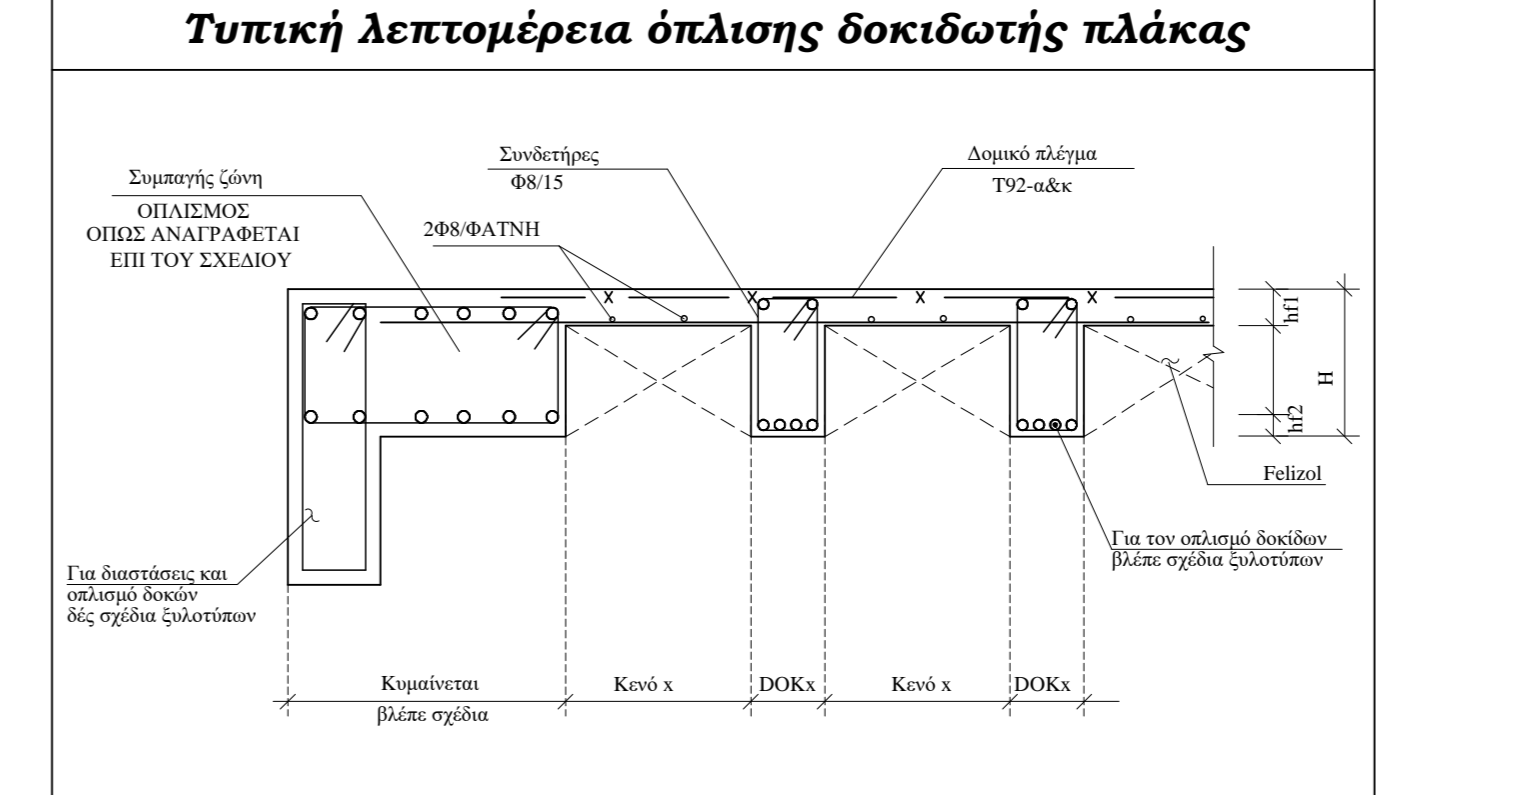 Τυπική λεπτομέρεια όπλισης δοκιδωτής πλάκας
Συνδετήρες
Φ8/15
Δομικό πλέγμα
Τ92-α&κ
Συμπαγής ζώνη
ΟΠΛΙΣΜΟΣ
ΟΠΩΣ ΑΝΑΓΡΑΦΕΤΑΙ
ΕΠΙ ΤΟΥ ΣΧΕΔΙΟΥ
2Φ8/ΦΑΤΝΗ
x x x x
hf1
H
hf2
Felizol
Για τον οπλισμό δοκίδων
βλέπε σχέδια ξυλοτύπων
Για διαστάσεις και
οπλισμό δοκών
δές σχέδια ξυλοτύπων
Κυμαίνεται
βλέπε σχέδια
Κενό x
DOKx
Κενό x
DOKx